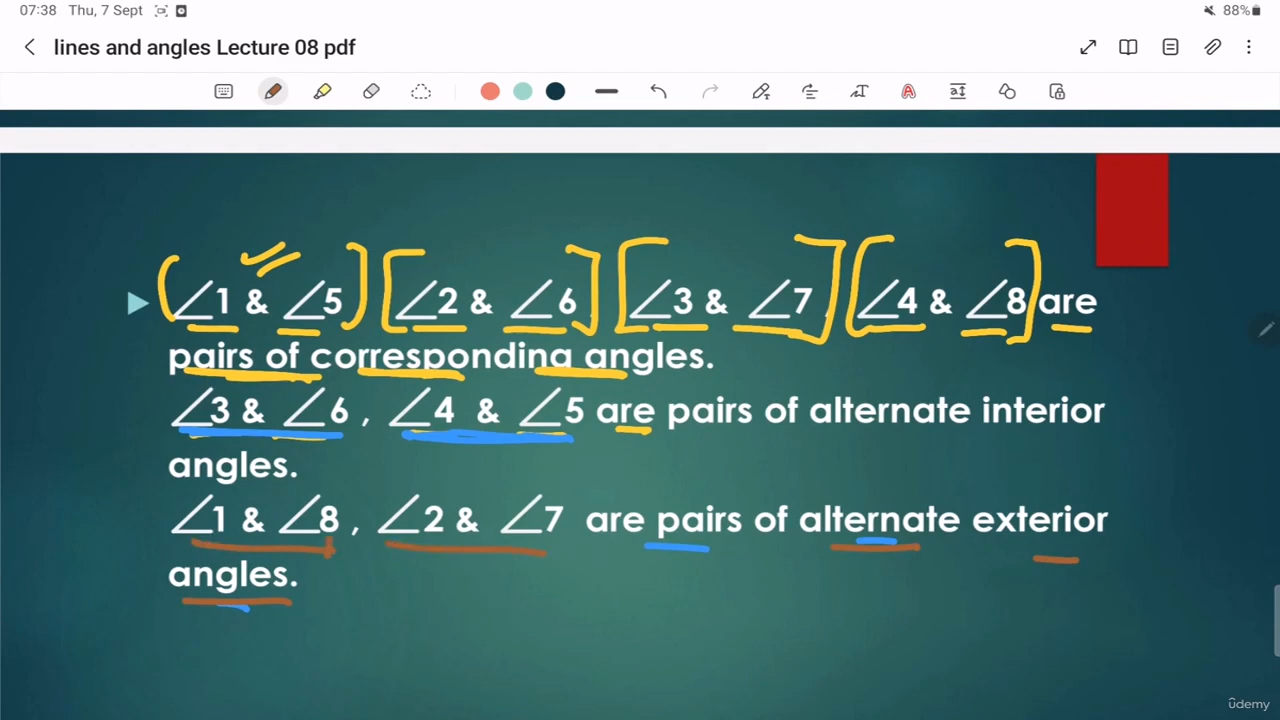 07:38 Thu, 7 Sept
88%
lines and angles Lecture 08 pdf
∠1 & ∠5 ∠2 & ∠6 ∠3 & ∠7, ∠4 & ∠8 are
pairs of corresponding angles.
∠3 & ∠6 , ∠4 & ∠5 are pairs of alternate interior
angles.
∠1 & ∠8 , ∠2 & ∠7 are pairs of alternate exterior
angles.
ûdemy